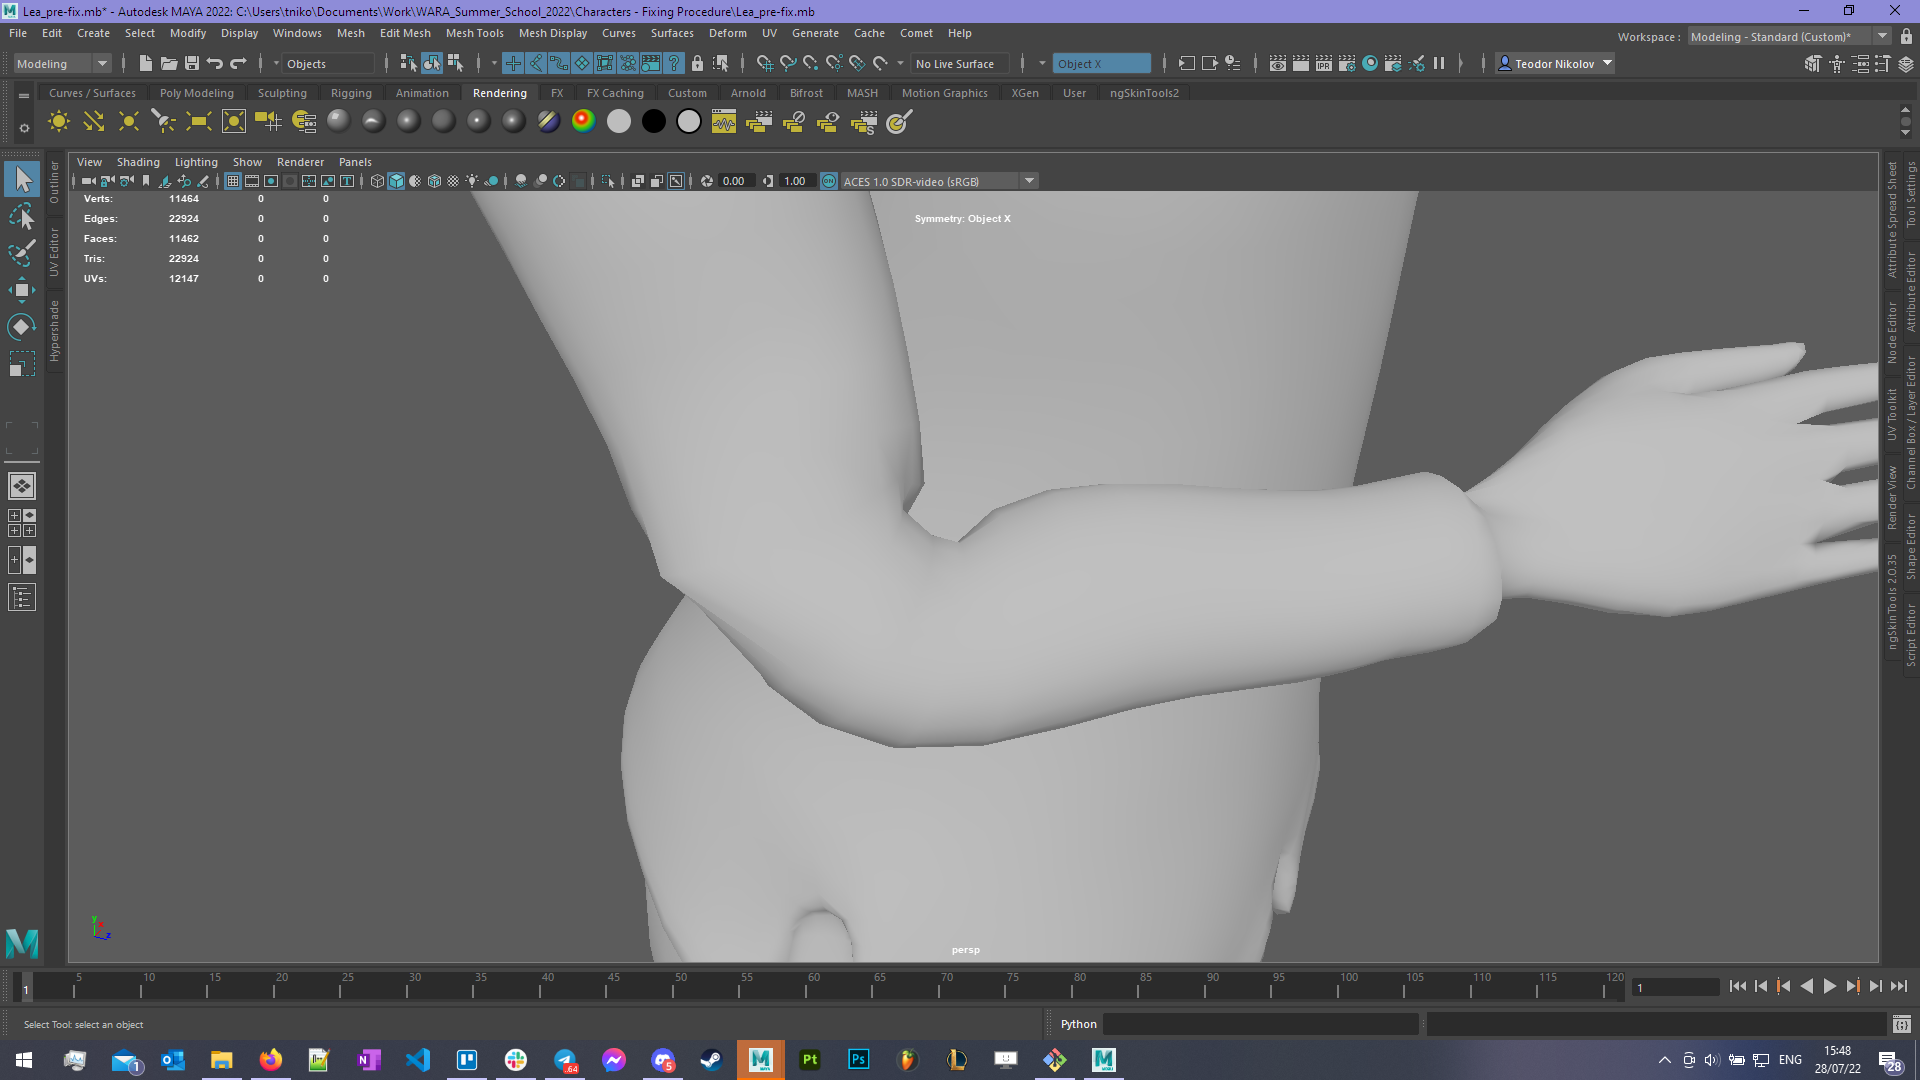 Lea_pre-fix.mb* - Autodesk MAYA 2022: C:\Users\tniko\Documents\Work\WARA_Summer_School_2022\Characters - Fixing Procedure\Lea_pre-fix.mb
File Edit Create Select Modify Display Windows Mesh Edit Mesh Mesh Tools Mesh Display Curves Surfaces Deform UV Generate Cache Comet Help
Workspace : Modeling - Standard (Custom)*
Modeling Objects No Live Surface Object X Teodor Nikolov
Curves / Surfaces Poly Modeling Sculpting Rigging Animation Rendering FX FX Caching Custom Arnold Bifrost MASH Motion Graphics XGen User ngSkinTools2
View Shading Lighting Show Renderer Panels
0.00 1.00 ON ACES 1.0 SDR-video (sRGB)
Verts: 11464 0 0
Edges: 22924 0 0
Faces: 11462 0 0
Tris: 22924 0 0
UVs: 12147 0 0
Symmetry: Object X
Outliner
UV Editor
Hypershade
Attribute Spread Sheet
Node Editor
UV Toolkit
Render View
ngSkinTools 2.0.35
Tool Settings
Attribute Editor
Channel Box / Layer Editor
Shape Editor
Script Editor
y
x
z
persp
1 5 10 15 20 25 30 35 40 45 50 55 60 65 70 75 80 85 90 95 100 105 110 115 120
1
Select Tool: select an object
Python
ENG
15:48
28/07/22
28
1
.64
5
Pt
Ps